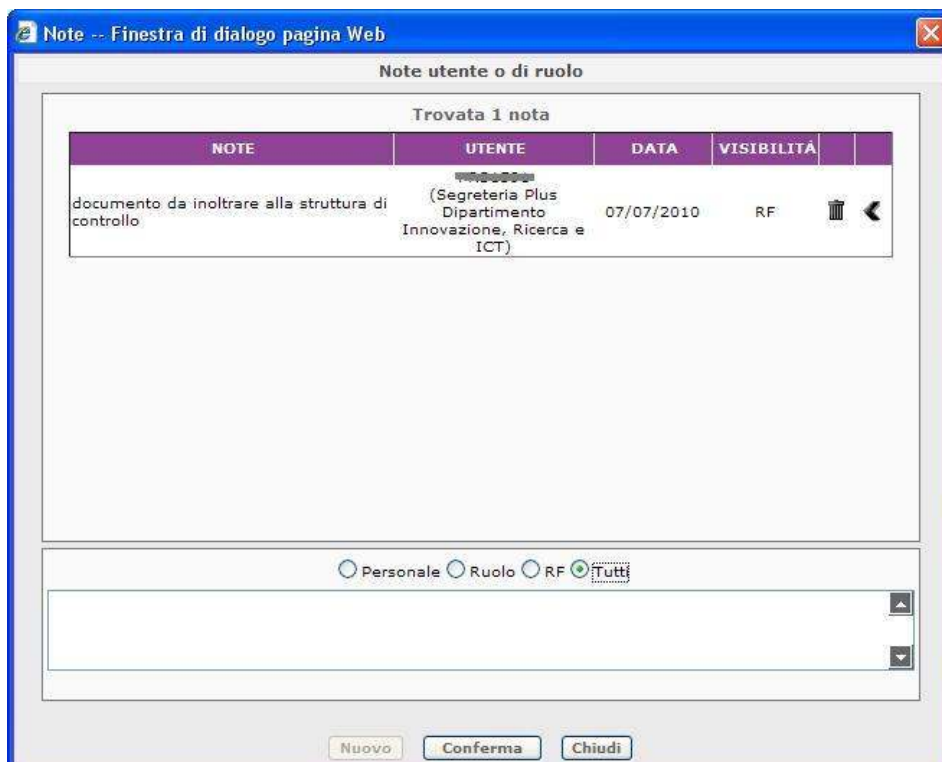 Note -- Finestra di dialogo pagina Web
Note utente o di ruolo
Trovata 1 nota
NOTE UTENTE DATA VISIBILITÁ
documento da inoltrare alla struttura di
controllo
(Segreteria Plus
Dipartimento
Innovazione, Ricerca e
ICT)
07/07/2010 RF
Personale Ruolo RF Tutti
Nuovo Conferma Chiudi